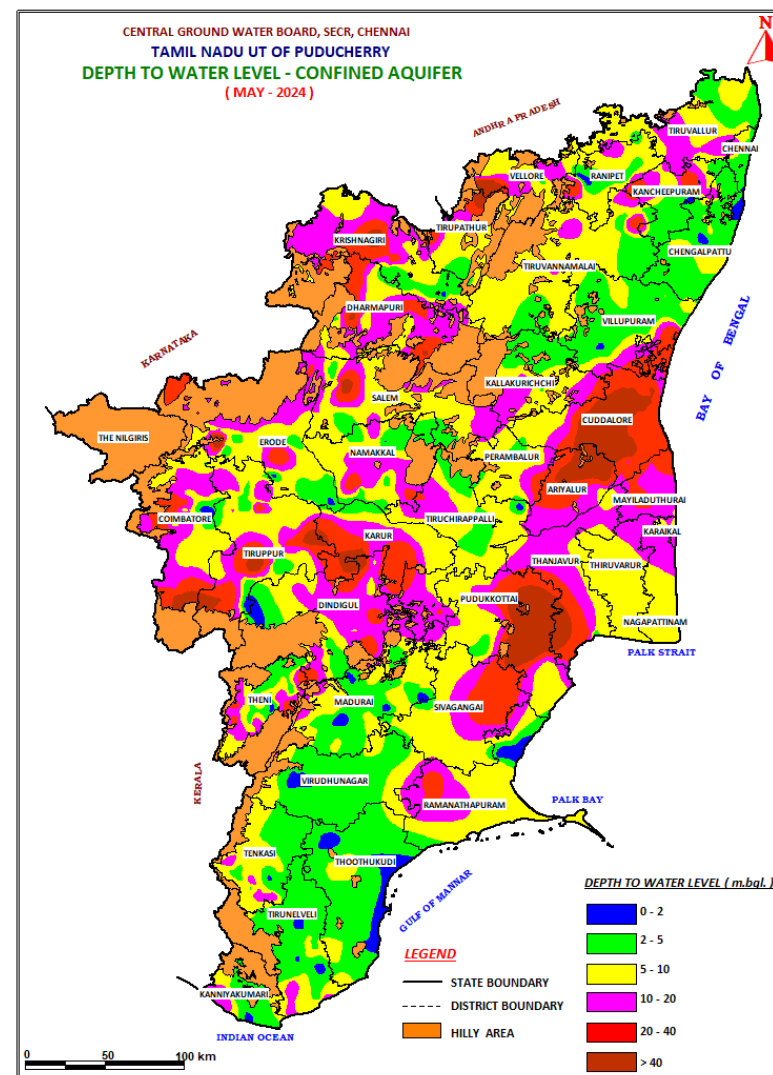 CENTRAL GROUND WATER BOARD, SECR, CHENNAI
TAMIL NADU UT OF PUDUCHERRY
DEPTH TO WATER LEVEL - CONFINED AQUIFER
( MAY - 2024 )
N
ANDHRA PRADESH
TIRUVALLUR
CHENNAI
VELLORE
RANIPET
KANCHEEPURAM
TIRUPATHUR
KRISHNAGIRI
CHENGALPATTU
TIRUVANNAMALAI
DHARMAPURI
VILLUPURAM
BAY OF BENGAL
KARNATAKA
KALLAKURICHCHI
SALEM
CUDDALORE
THE NILGIRIS
ERODE
NAMAKKAL
PERAMBALUR
ARIYALUR
MAYILADUTHURAI
COIMBATORE
TIRUCHIRAPPALLI
KARAIKAL
KARUR
TIRUPPUR
THANJAVUR
THIRUVARUR
PUDUKKOTTAI
DINDIGUL
NAGAPATTINAM
PALK STRAIT
THENI
MADURAI
SIVAGANGAI
KERALA
VIRUDHUNAGAR
RAMANATHAPURAM
PALK BAY
TENKASI
THOOTHUKUDI
GULF OF MANNAR
TIRUNELVELI
KANNIYAKUMARI
INDIAN OCEAN
DEPTH TO WATER LEVEL ( m.bgl. )
0 - 2
2 - 5
5 - 10
10 - 20
20 - 40
> 40
LEGEND
STATE BOUNDARY
DISTRICT BOUNDARY
HILLY AREA
0 50 100 km